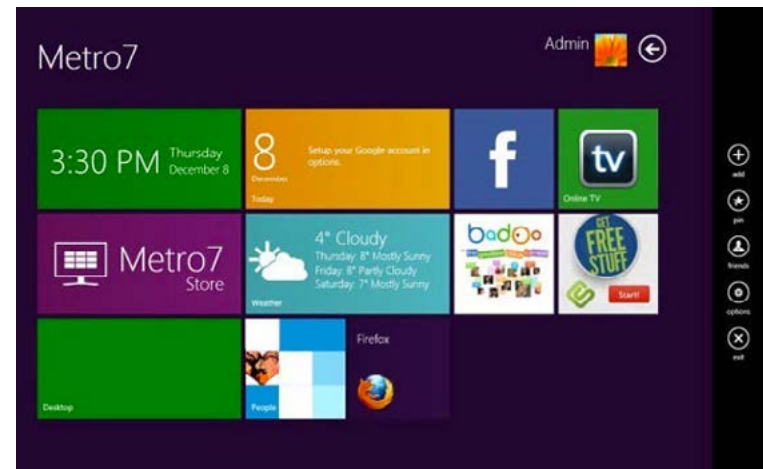 Metro7
Admin
3:30 PM
Thursday
December 8
8
December
Today
Setup your Google account in
options.
f
tv
Online TV
Metro7
Store
4° Cloudy
Thursday: 8° Mostly Sunny
Friday: 8° Partly Cloudy
Saturday: 7° Mostly Sunny
Weather
badoo
GET
FREE
STUFF
Start!
Desktop
People
Firefox
add
pin
friends
options
exit